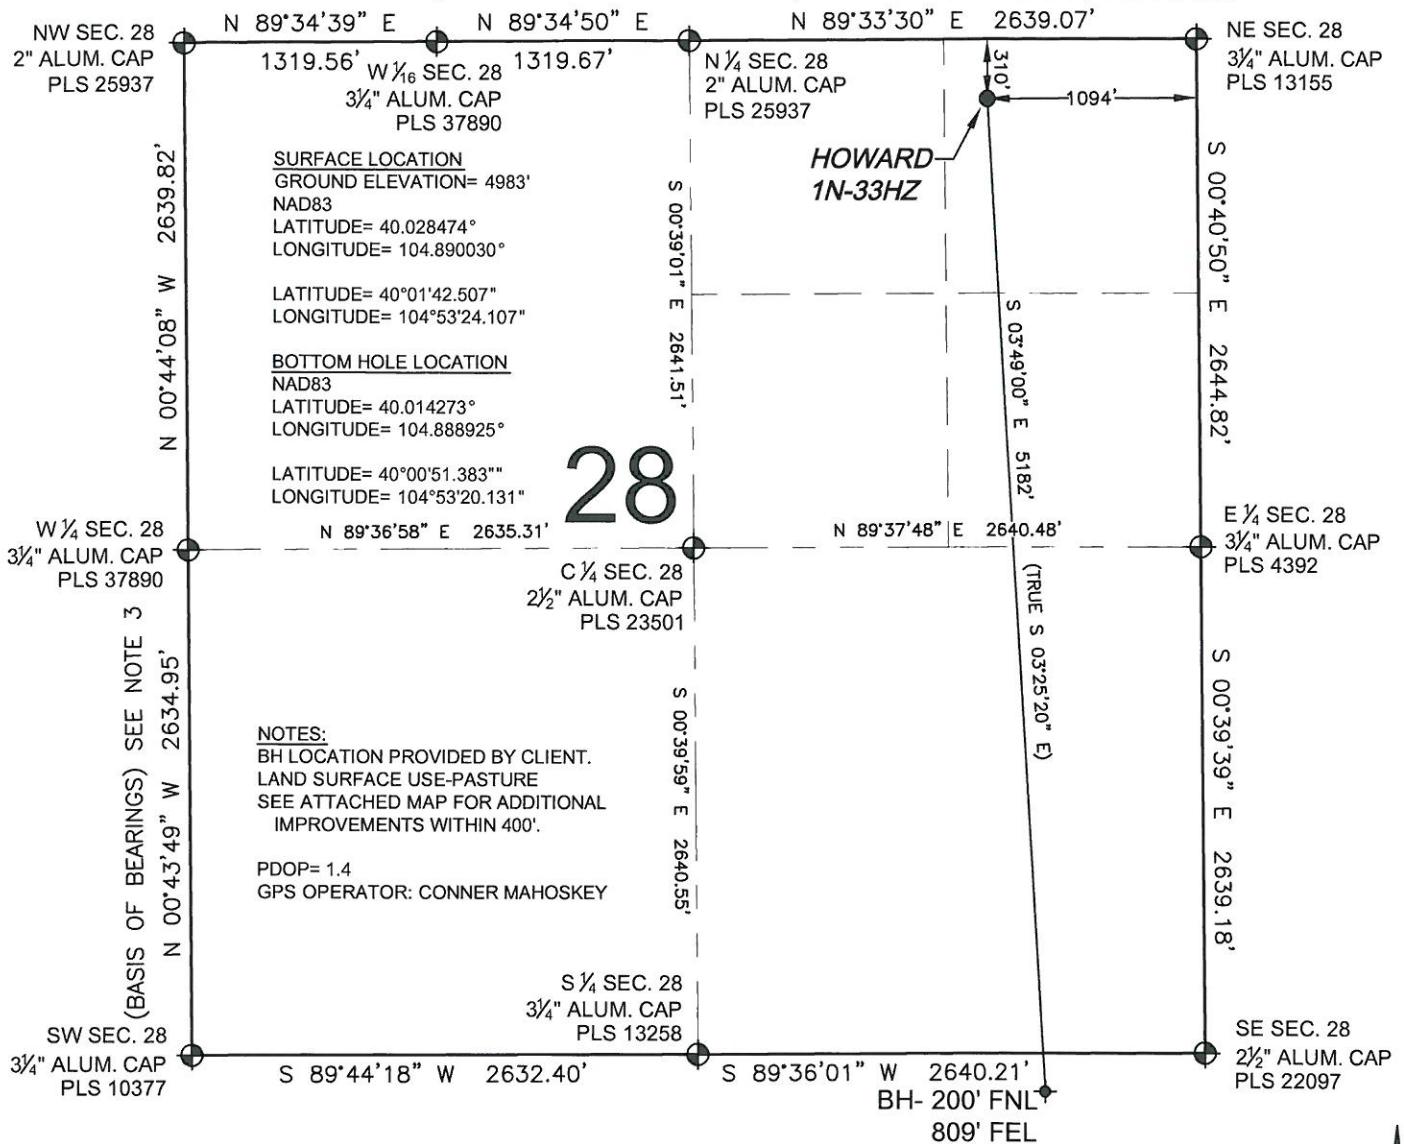 N 89°34'39" E
N 89°34'50" E
N 89°33'30" E 2639.07'
NW SEC. 28
2" ALUM. CAP
PLS 25937
1319.56'
W 1/16 SEC. 28
3¼" ALUM. CAP
PLS 37890
1319.67'
N ¼ SEC. 28
2" ALUM. CAP
PLS 25937
310'
1094'
NE SEC. 28
3¼" ALUM. CAP
PLS 13155
HOWARD
1N-33HZ
SURFACE LOCATION
GROUND ELEVATION= 4983'
NAD83
LATITUDE= 40.028474°
LONGITUDE= 104.890030°
LATITUDE= 40°01'42.507"
LONGITUDE= 104°53'24.107"
BOTTOM HOLE LOCATION
NAD83
LATITUDE= 40.014273°
LONGITUDE= 104.888925°
LATITUDE= 40°00'51.383""
LONGITUDE= 104°53'20.131"
N 00°44'08" W 2639.82'
S 00°39'01" E 2641.51'
S 03°49'00" E 5182'
(TRUE S 03°25'20" E)
S 00°40'50" E 2644.82'
28
N 89°36'58" E 2635.31'
N 89°37'48" E 2640.48'
W ¼ SEC. 28
3¼" ALUM. CAP
PLS 37890
C ¼ SEC. 28
2½" ALUM. CAP
PLS 23501
E ¼ SEC. 28
3¼" ALUM. CAP
PLS 4392
(BASIS OF BEARINGS) SEE NOTE 3
N 00°43'49" W 2634.95'
NOTES:
BH LOCATION PROVIDED BY CLIENT.
LAND SURFACE USE-PASTURE
SEE ATTACHED MAP FOR ADDITIONAL
IMPROVEMENTS WITHIN 400'.
PDOP= 1.4
GPS OPERATOR: CONNER MAHOSKEY
S 00°39'59" E 2640.55'
S 00°39'39" E 2639.18'
SW SEC. 28
3¼" ALUM. CAP
PLS 10377
S ¼ SEC. 28
3¼" ALUM. CAP
PLS 13258
SE SEC. 28
2½" ALUM. CAP
PLS 22097
S 89°44'18" W 2632.40'
S 89°36'01" W 2640.21'
BH- 200' FNL
809' FEL